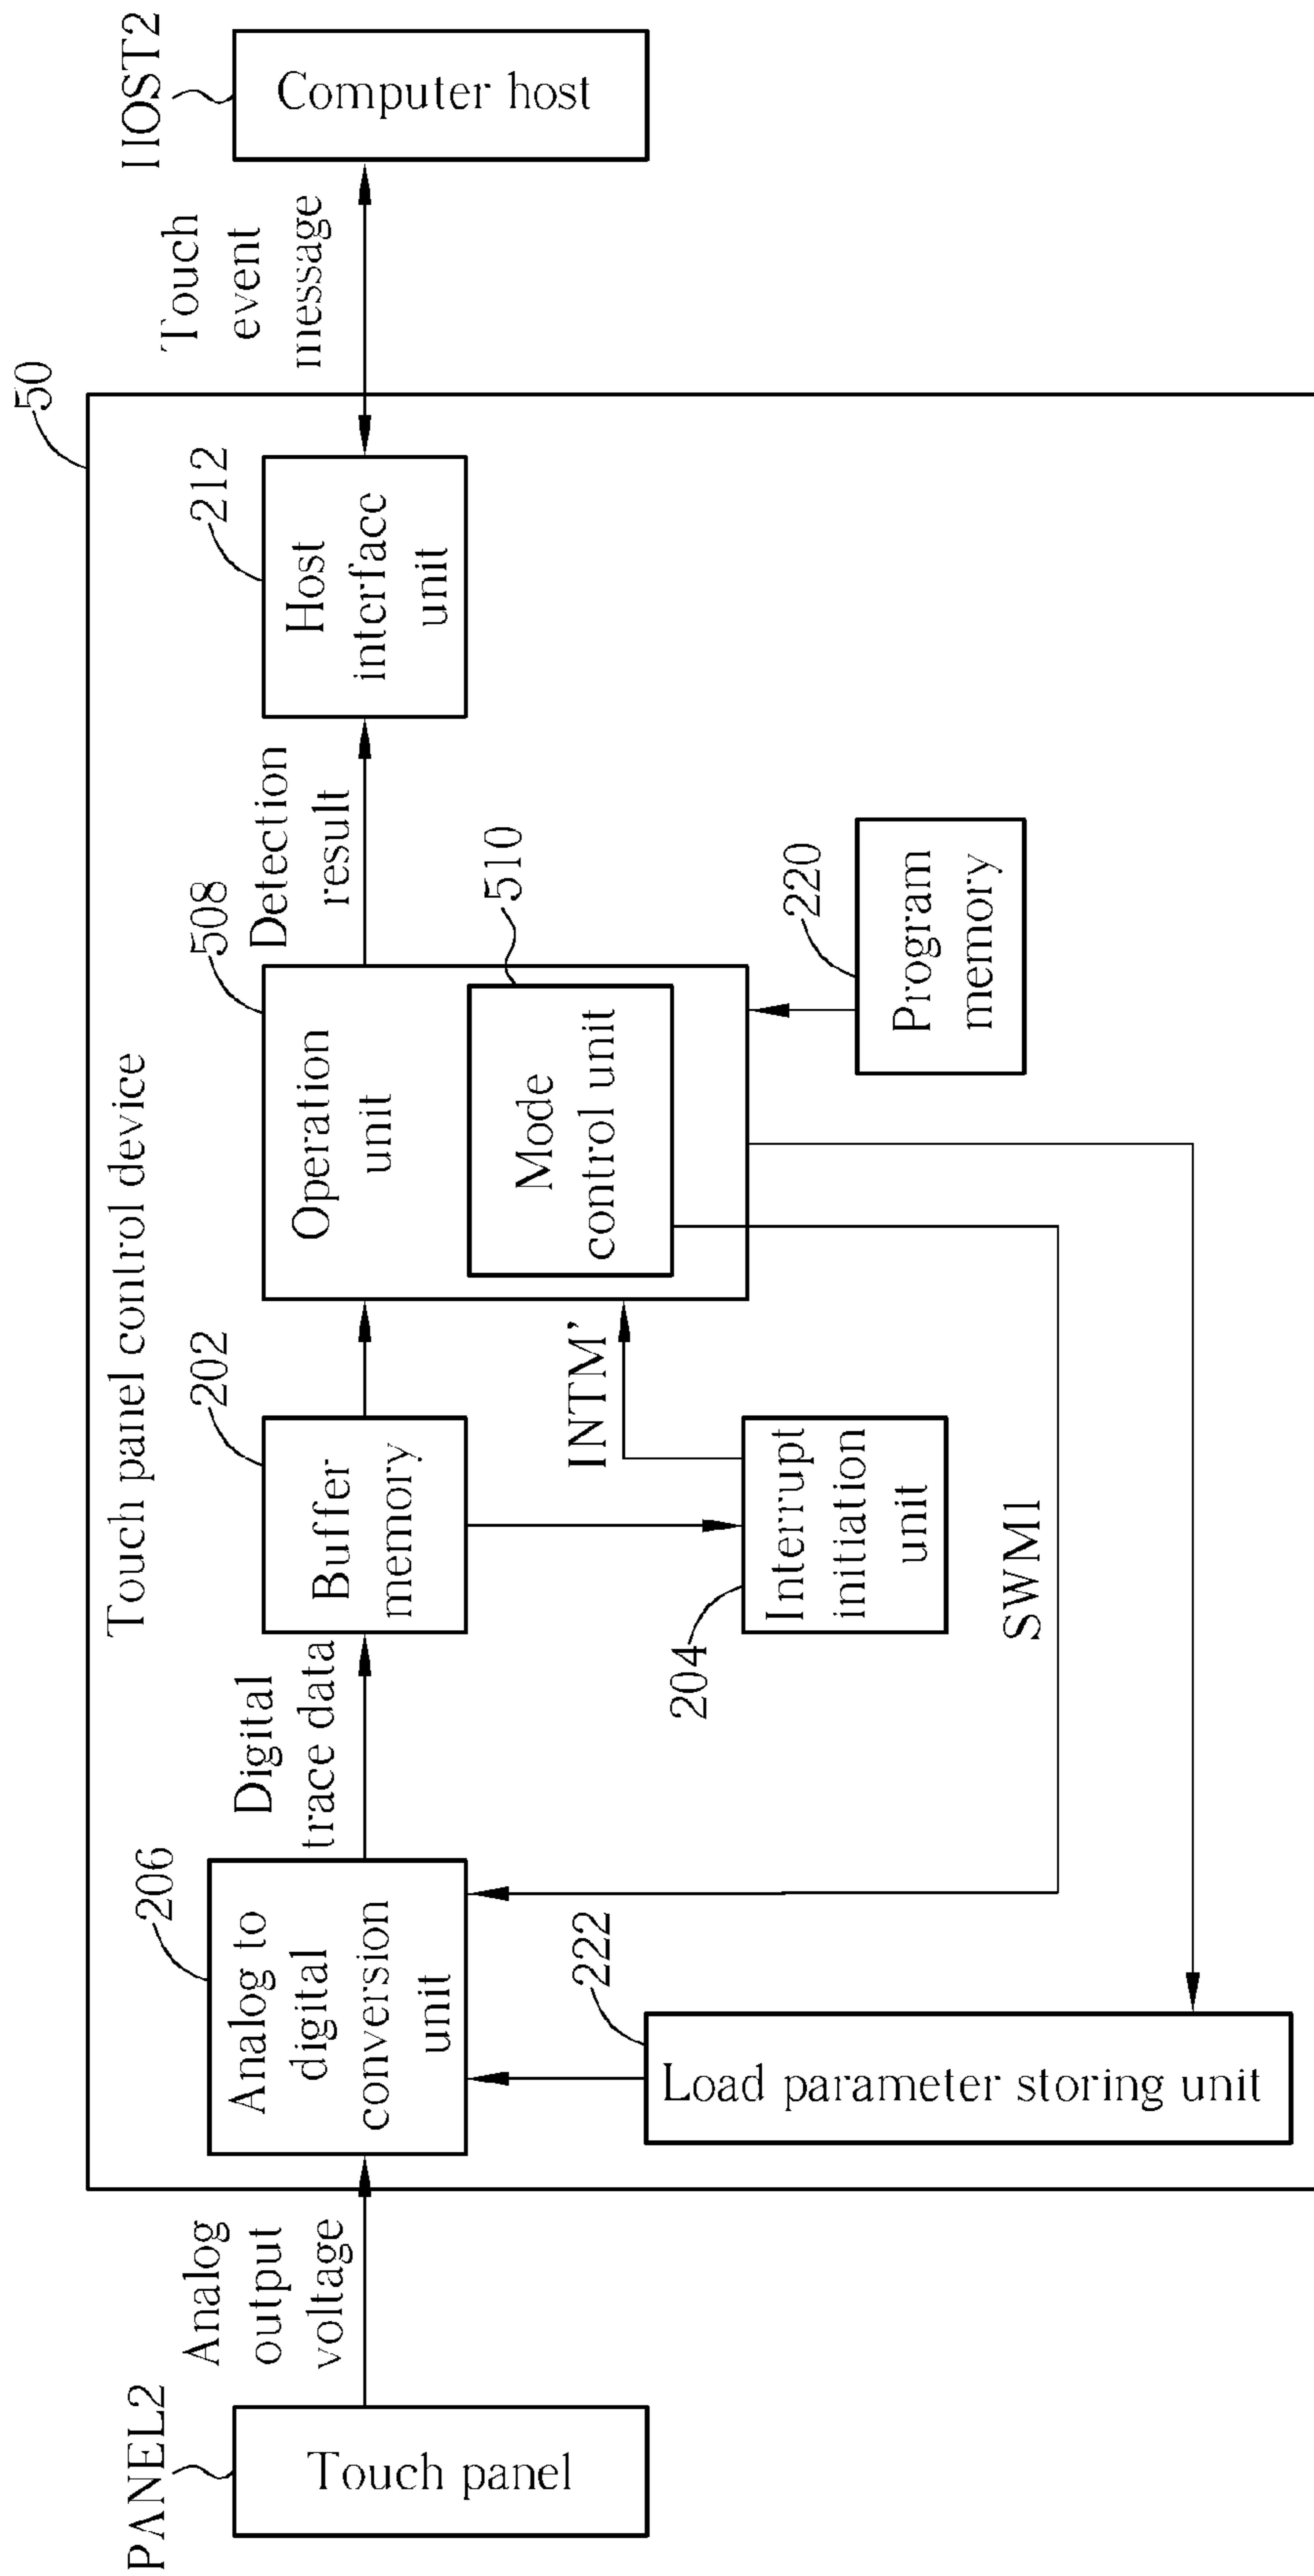 50
Touch panel control device
PANEL2
Touch panel
Analog
output
voltage
206
Analog to
digital
conversion
unit
Digital
trace data
202
Buffer
memory
508
Operation
unit
510
Mode
control unit
Detection
result
212
Host
interface
unit
Touch
event
message
HOST2
Computer host
INTM'
204
Interrupt
initiation
unit
220
Program
memory
222
Load parameter storing unit
SWM1